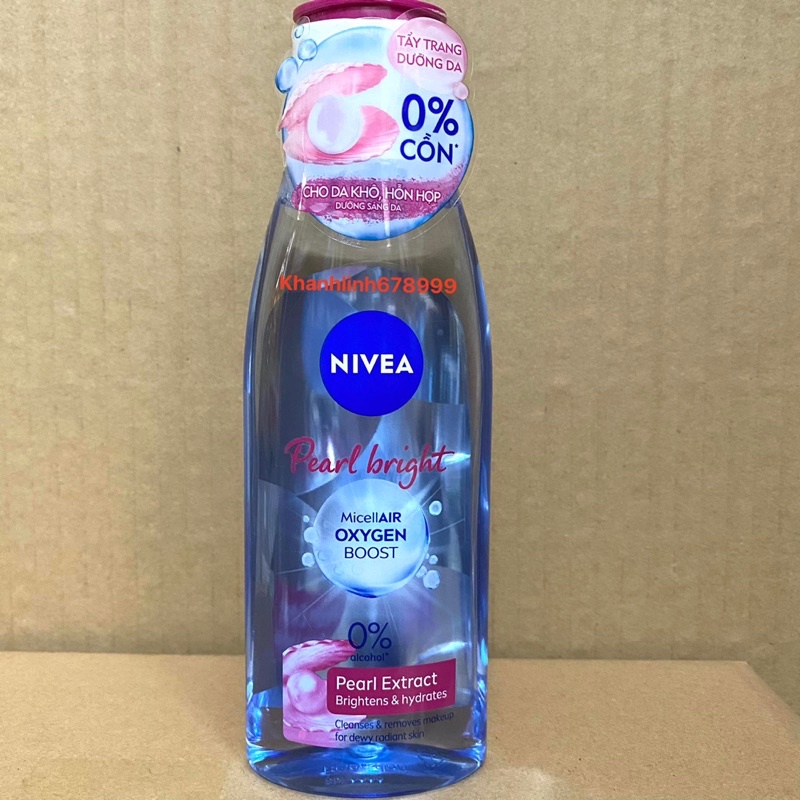 TẨY TRANG
DƯỠNG DA
0%
CỒN*
CHO DA KHÔ, HỖN HỢP
DƯỠNG SÁNG DA
Khanhlinh678999
NIVEA
Pearl bright
MicellAIR
OXYGEN
BOOST
0%
alcohol*
Pearl Extract
Brightens & hydrates
Cleanses & removes makeup
for dewy radiant skin